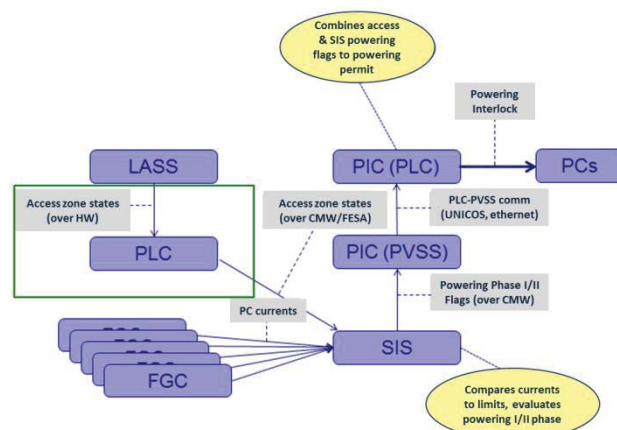 Combines access
& SIS powering
flags to powering
permit
Powering
Interlock
LASS
PIC (PLC)
PCs
Access zone states
(over HW)
Access zone states
(over CMW/FESA)
PLC-PVSS comm
(UNICOS, ethernet)
PLC
PIC (PVSS)
Powering Phase I/II
Flags (over CMW)
PC currents
SIS
FGC
Compares currents
to limits, evaluates
powering I/II phase